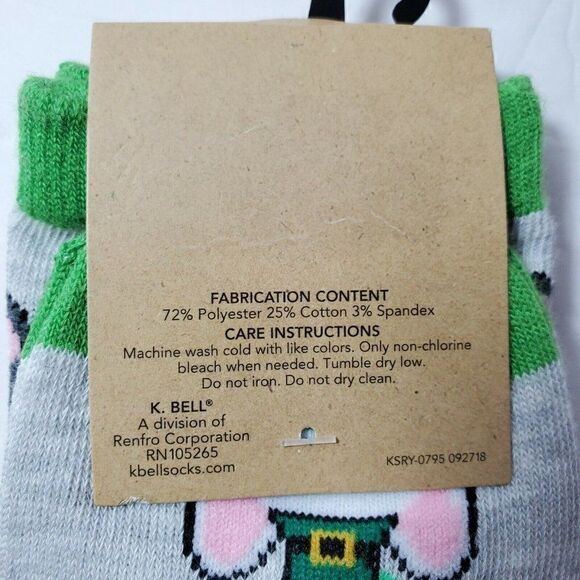 FABRICATION CONTENT
72% Polyester 25% Cotton 3% Spandex
CARE INSTRUCTIONS
Machine wash cold with like colors. Only non-chlorine
bleach when needed. Tumble dry low.
Do not iron. Do not dry clean.
K. BELL®
A division of
Renfro Corporation
RN105265
kbellsocks.com
KSRY-0795 092718